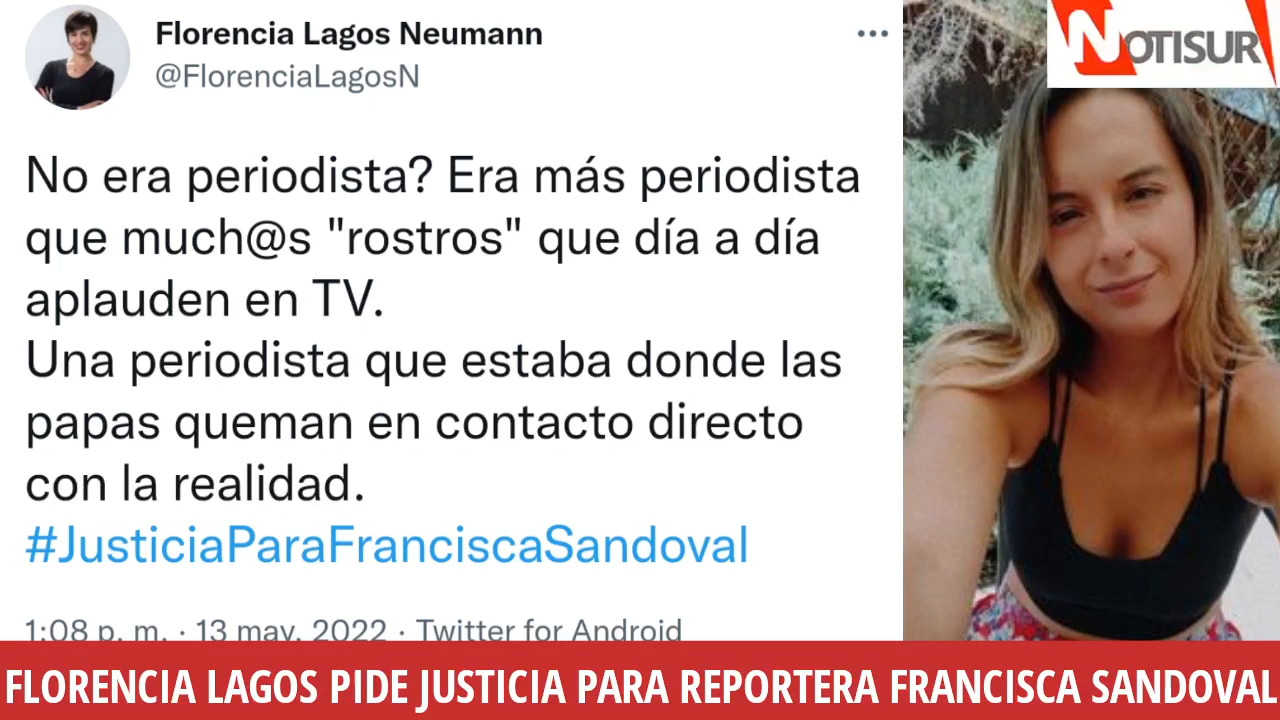 Florencia Lagos Neumann
@FlorenciaLagosN
No era periodista? Era más periodista
que much@s "rostros" que día a día
aplauden en TV.
Una periodista que estaba donde las
papas queman en contacto directo
con la realidad.
#JusticiaParaFranciscaSandoval
1:08 p. m. · 13 may. 2022 · Twitter for Android
NOTISUR
FLORENCIA LAGOS PIDE JUSTICIA PARA REPORTERA FRANCISCA SANDOVAL